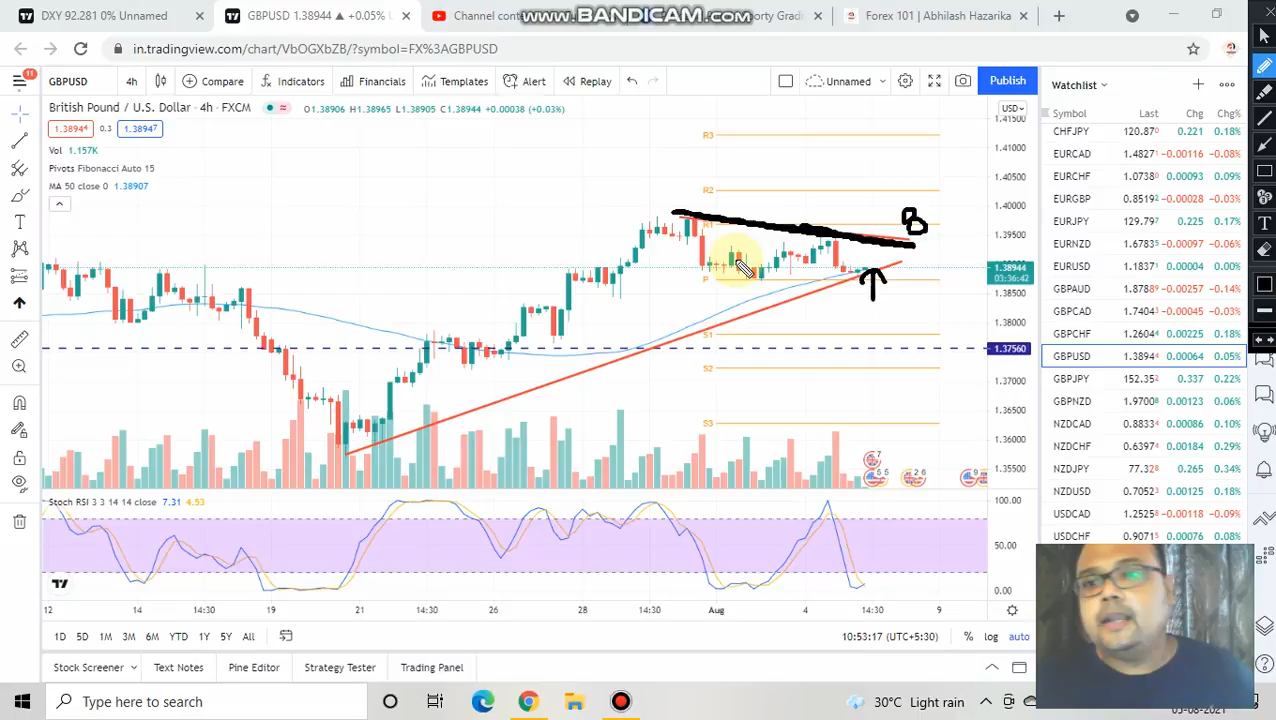 DXY 92.281 0% Unnamed
GBPUSD 1.38944 ▲ +0.05%
Channel cont
www.BANDICAM.com
Forex 101 | Abhilash Hazarika
in.tradingview.com/chart/VbOGXbZB/?symbol=FX%3AGBPUSD
11
GBPUSD 4h Compare Indicators Financials Templates Alert Replay Unnamed Publish
British Pound / U.S. Dollar · 4h · FXCM O1.38906 H1.38965 L1.38905 C1.38944 +0.00038 (+0.03%)
USD
1.38944 0.3 1.38947
Vol 1.157K
Pivots Fibonacci Auto 15
MA 50 close 0 1.38907
R3
R2
R1
P
S1
S2
S3
B
1.41500
1.41000
1.40500
1.40000
1.39500
1.38944
03:36:42
1.38500
1.38000
1.37560
1.37000
1.36500
1.36000
1.35500
Stoch RSI 3 3 14 14 close 7.31 4.53
100.00
50.00
0.00
12 14 14:30 19 21 14:30 26 28 14:30 Aug 4 14:30 9
1D 5D 1M 3M 6M YTD 1Y 5Y All
10:53:17 (UTC+5:30) % log auto
Stock Screener Text Notes Pine Editor Strategy Tester Trading Panel
Watchlist
Symbol Last Chg Chg%
CHFJPY 120.870 0.221 0.18%
EURCAD 1.48271 −0.00116 −0.08%
EURCHF 1.07380 0.00093 0.09%
EURGBP 0.85192 −0.00028 −0.03%
EURJPY 129.797 0.225 0.17%
EURNZD 1.67835 −0.00097 −0.06%
EURUSD 1.18371 0.00001 0.00%
GBPAUD 1.87889 −0.00257 −0.14%
GBPCAD 1.74043 −0.00045 −0.03%
GBPCHF 1.26044 0.00225 0.18%
GBPUSD 1.38944 0.00064 0.05%
GBPJPY 152.352 0.337 0.22%
GBPNZD 1.97008 0.00123 0.06%
NZDCAD 0.88334 0.00086 0.10%
NZDCHF 0.63974 0.00184 0.29%
NZDJPY 77.328 0.265 0.34%
NZDUSD 0.70523 0.00125 0.18%
USDCAD 1.25258 −0.00118 −0.09%
USDCHF 0.90715 0.00076 0.08%
Type here to search
30°C Light rain